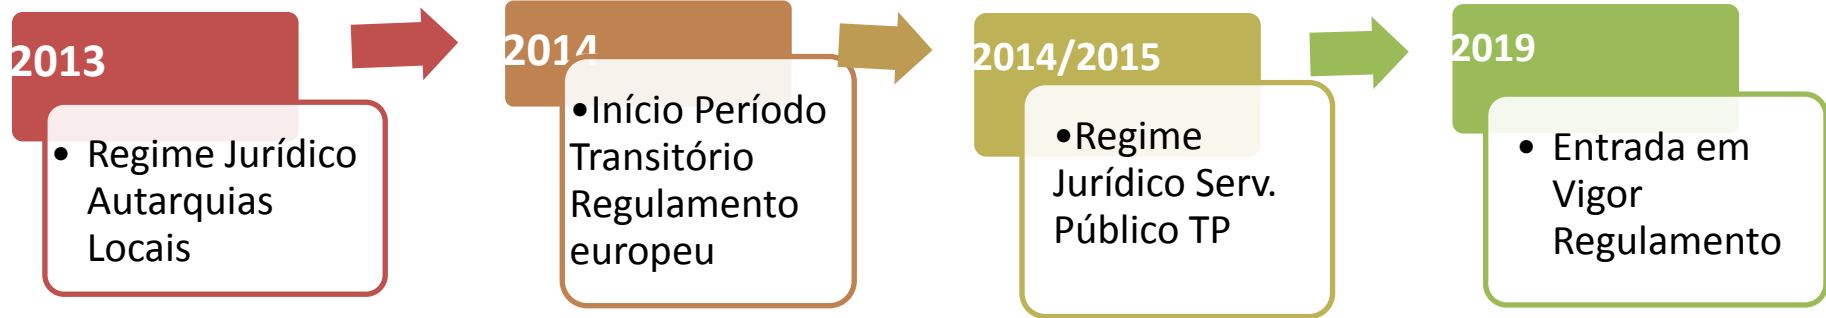 2013
• Regime Jurídico
Autarquias
Locais
2014
•Início Período
Transitório
Regulamento
europeu
2014/2015
•Regime
Jurídico Serv.
Público TP
2019
• Entrada em
Vigor
Regulamento